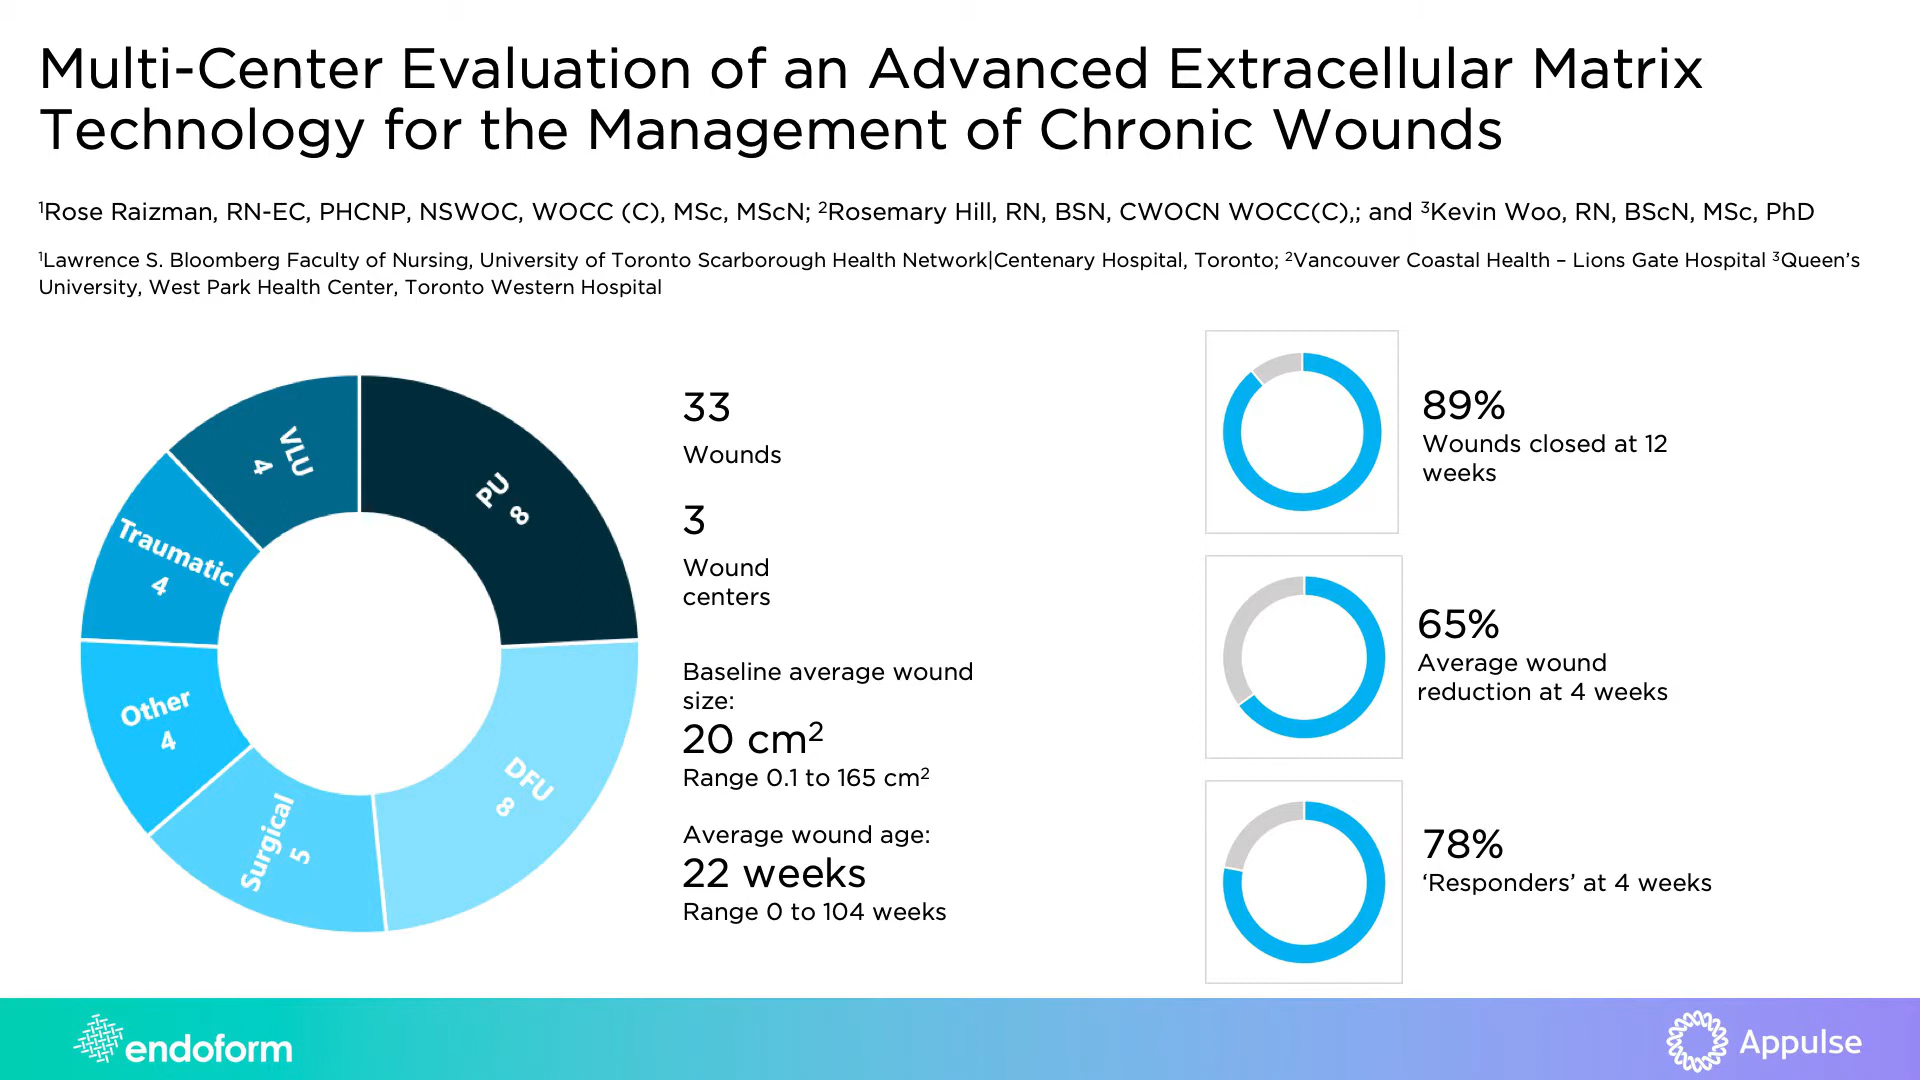 Multi-Center Evaluation of an Advanced Extracellular Matrix
Technology for the Management of Chronic Wounds
¹Rose Raizman, RN-EC, PHCNP, NSWOC, WOCC (C), MSc, MScN; ²Rosemary Hill, RN, BSN, CWOCN WOCC(C),; and ³Kevin Woo, RN, BScN, MSc, PhD
¹Lawrence S. Bloomberg Faculty of Nursing, University of Toronto Scarborough Health Network|Centenary Hospital, Toronto; ²Vancouver Coastal Health – Lions Gate Hospital ³Queen's
University, West Park Health Center, Toronto Western Hospital
VLU
4
PU
8
Traumatic
4
Other
4
Surgical
5
DFU
8
33
Wounds
3
Wound
centers
Baseline average wound
size:
20 cm²
Range 0.1 to 165 cm²
Average wound age:
22 weeks
Range 0 to 104 weeks
89%
Wounds closed at 12
weeks
65%
Average wound
reduction at 4 weeks
78%
‘Responders’ at 4 weeks
endoform
Appulse